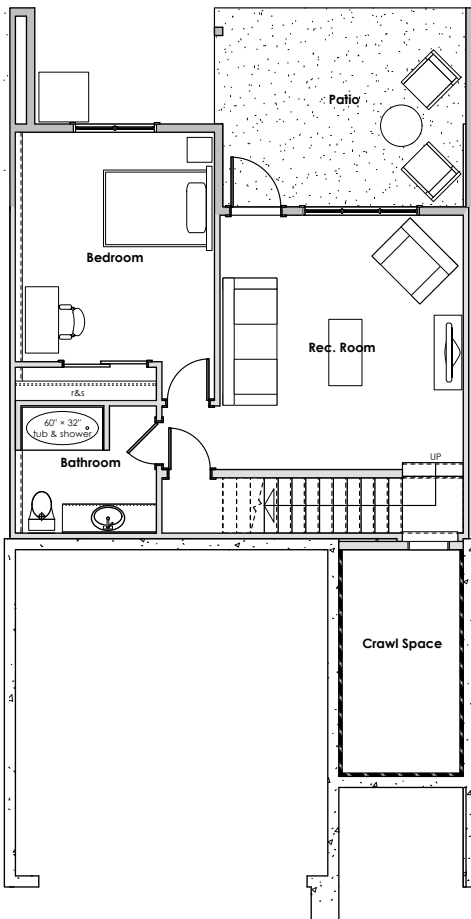 Patio
Bedroom
Rec. Room
r&s
60" × 32"
tub & shower
Bathroom
UP
Crawl Space